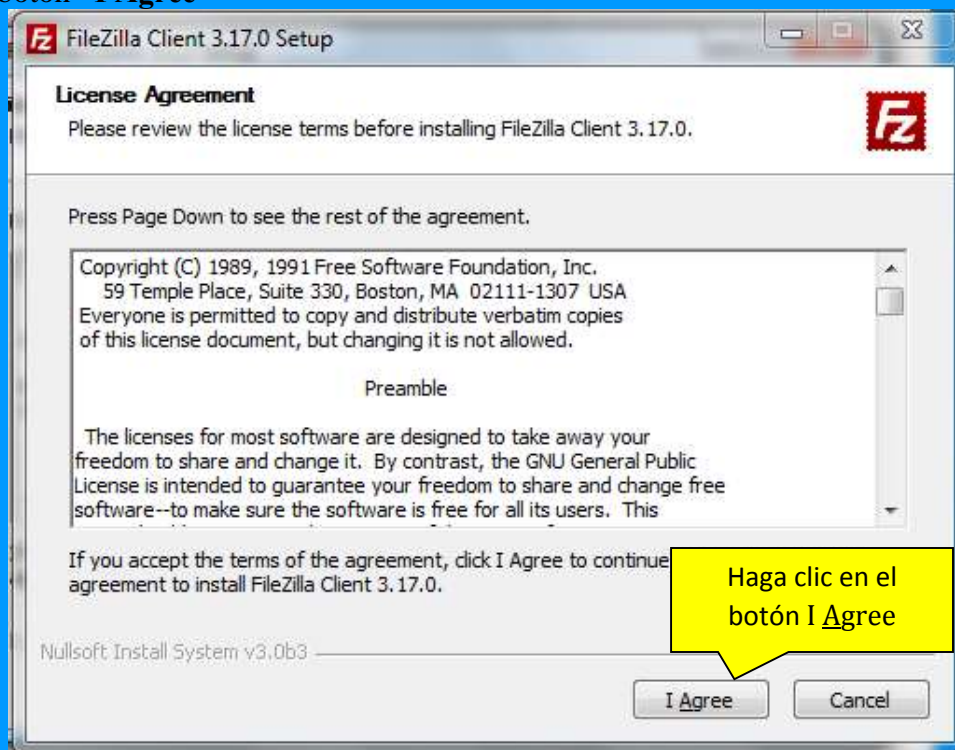 botón "I Agree"
FileZilla Client 3.17.0 Setup
License Agreement
Please review the license terms before installing FileZilla Client 3.17.0.
Press Page Down to see the rest of the agreement.
Copyright (C) 1989, 1991 Free Software Foundation, Inc.
59 Temple Place, Suite 330, Boston, MA 02111-1307 USA
Everyone is permitted to copy and distribute verbatim copies
of this license document, but changing it is not allowed.
Preamble
The licenses for most software are designed to take away your
freedom to share and change it. By contrast, the GNU General Public
License is intended to guarantee your freedom to share and change free
software--to make sure the software is free for all its users. This
If you accept the terms of the agreement, click I Agree to continue
agreement to install FileZilla Client 3.17.0.
Haga clic en el
botón I Agree
Nullsoft Install System v3.0b3
I Agree
Cancel